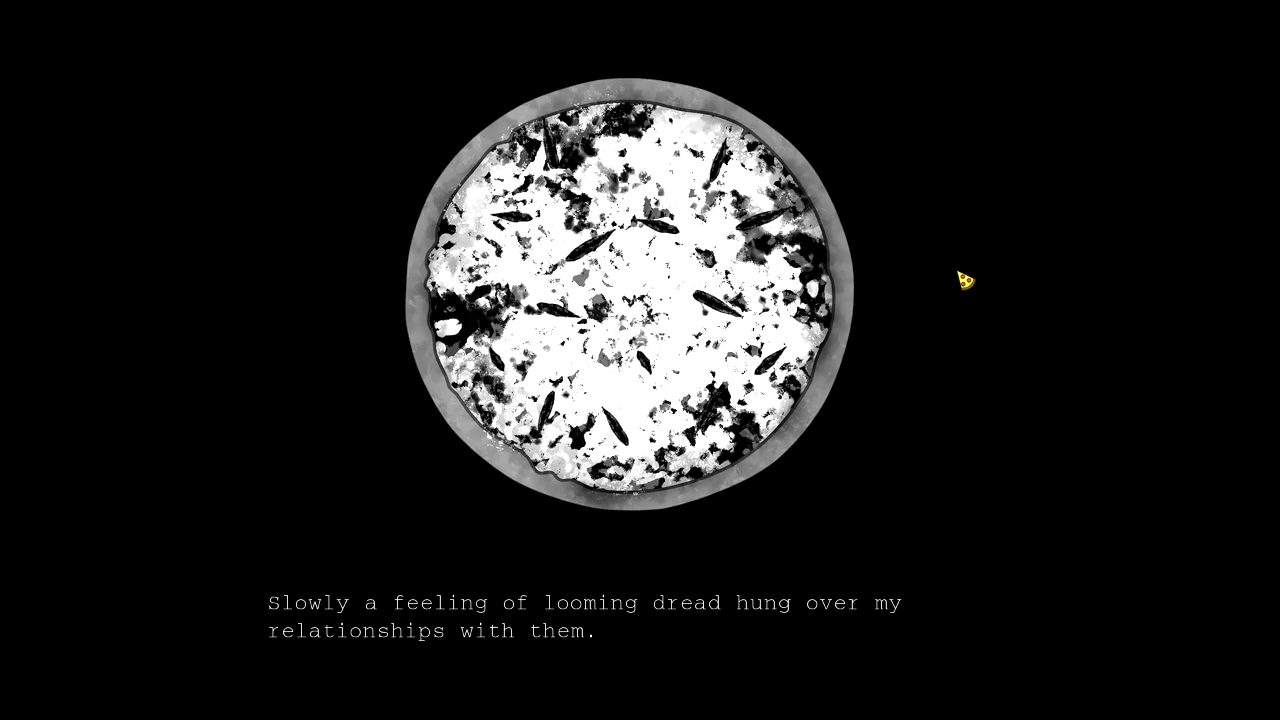 Slowly a feeling of looming dread hung over my
relationships with them.